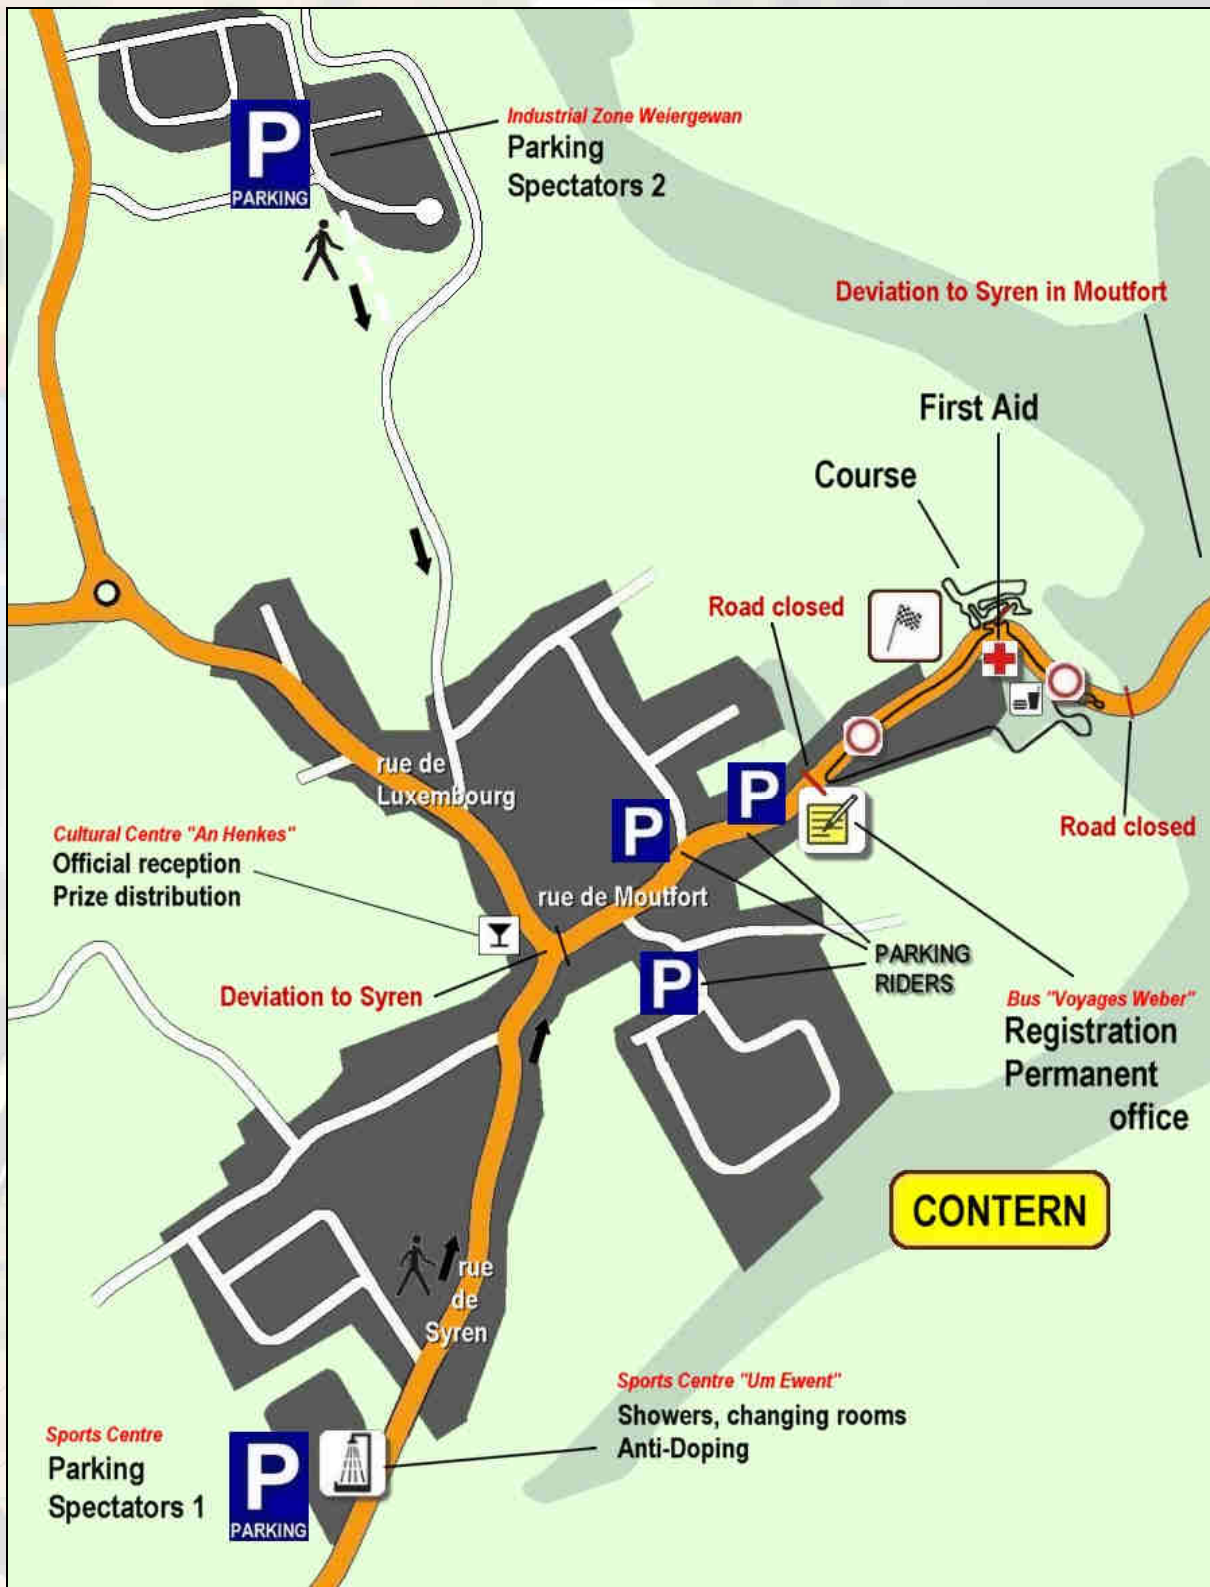 Industrial Zone Weiergewan
Parking
Spectators 2
P
PARKING
Deviation to Syren in Moutfort
First Aid
Course
Road closed
rue de
Luxembourg
P
P
Road closed
Cultural Centre "An Henkes"
Official reception
Prize distribution
rue de Moutfort
P
PARKING
RIDERS
Deviation to Syren
Bus "Voyages Weber"
Registration
Permanent
office
CONTERN
rue
de
Syren
Sports Centre "Um Ewent"
Showers, changing rooms
Anti-Doping
Sports Centre
Parking
Spectators 1
P
PARKING